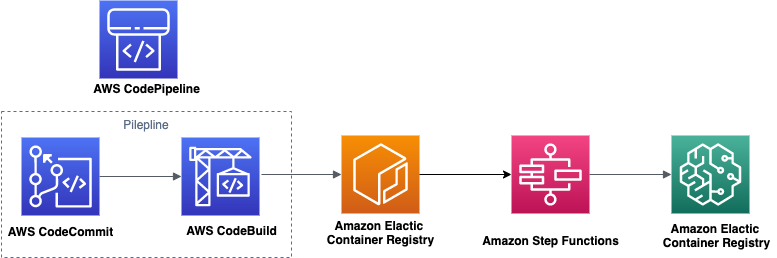 AWS CodePipeline
Pilepline
AWS CodeCommit
AWS CodeBuild
Amazon Elactic
Container Registry
Amazon Step Functions
Amazon Elactic
Container Registry